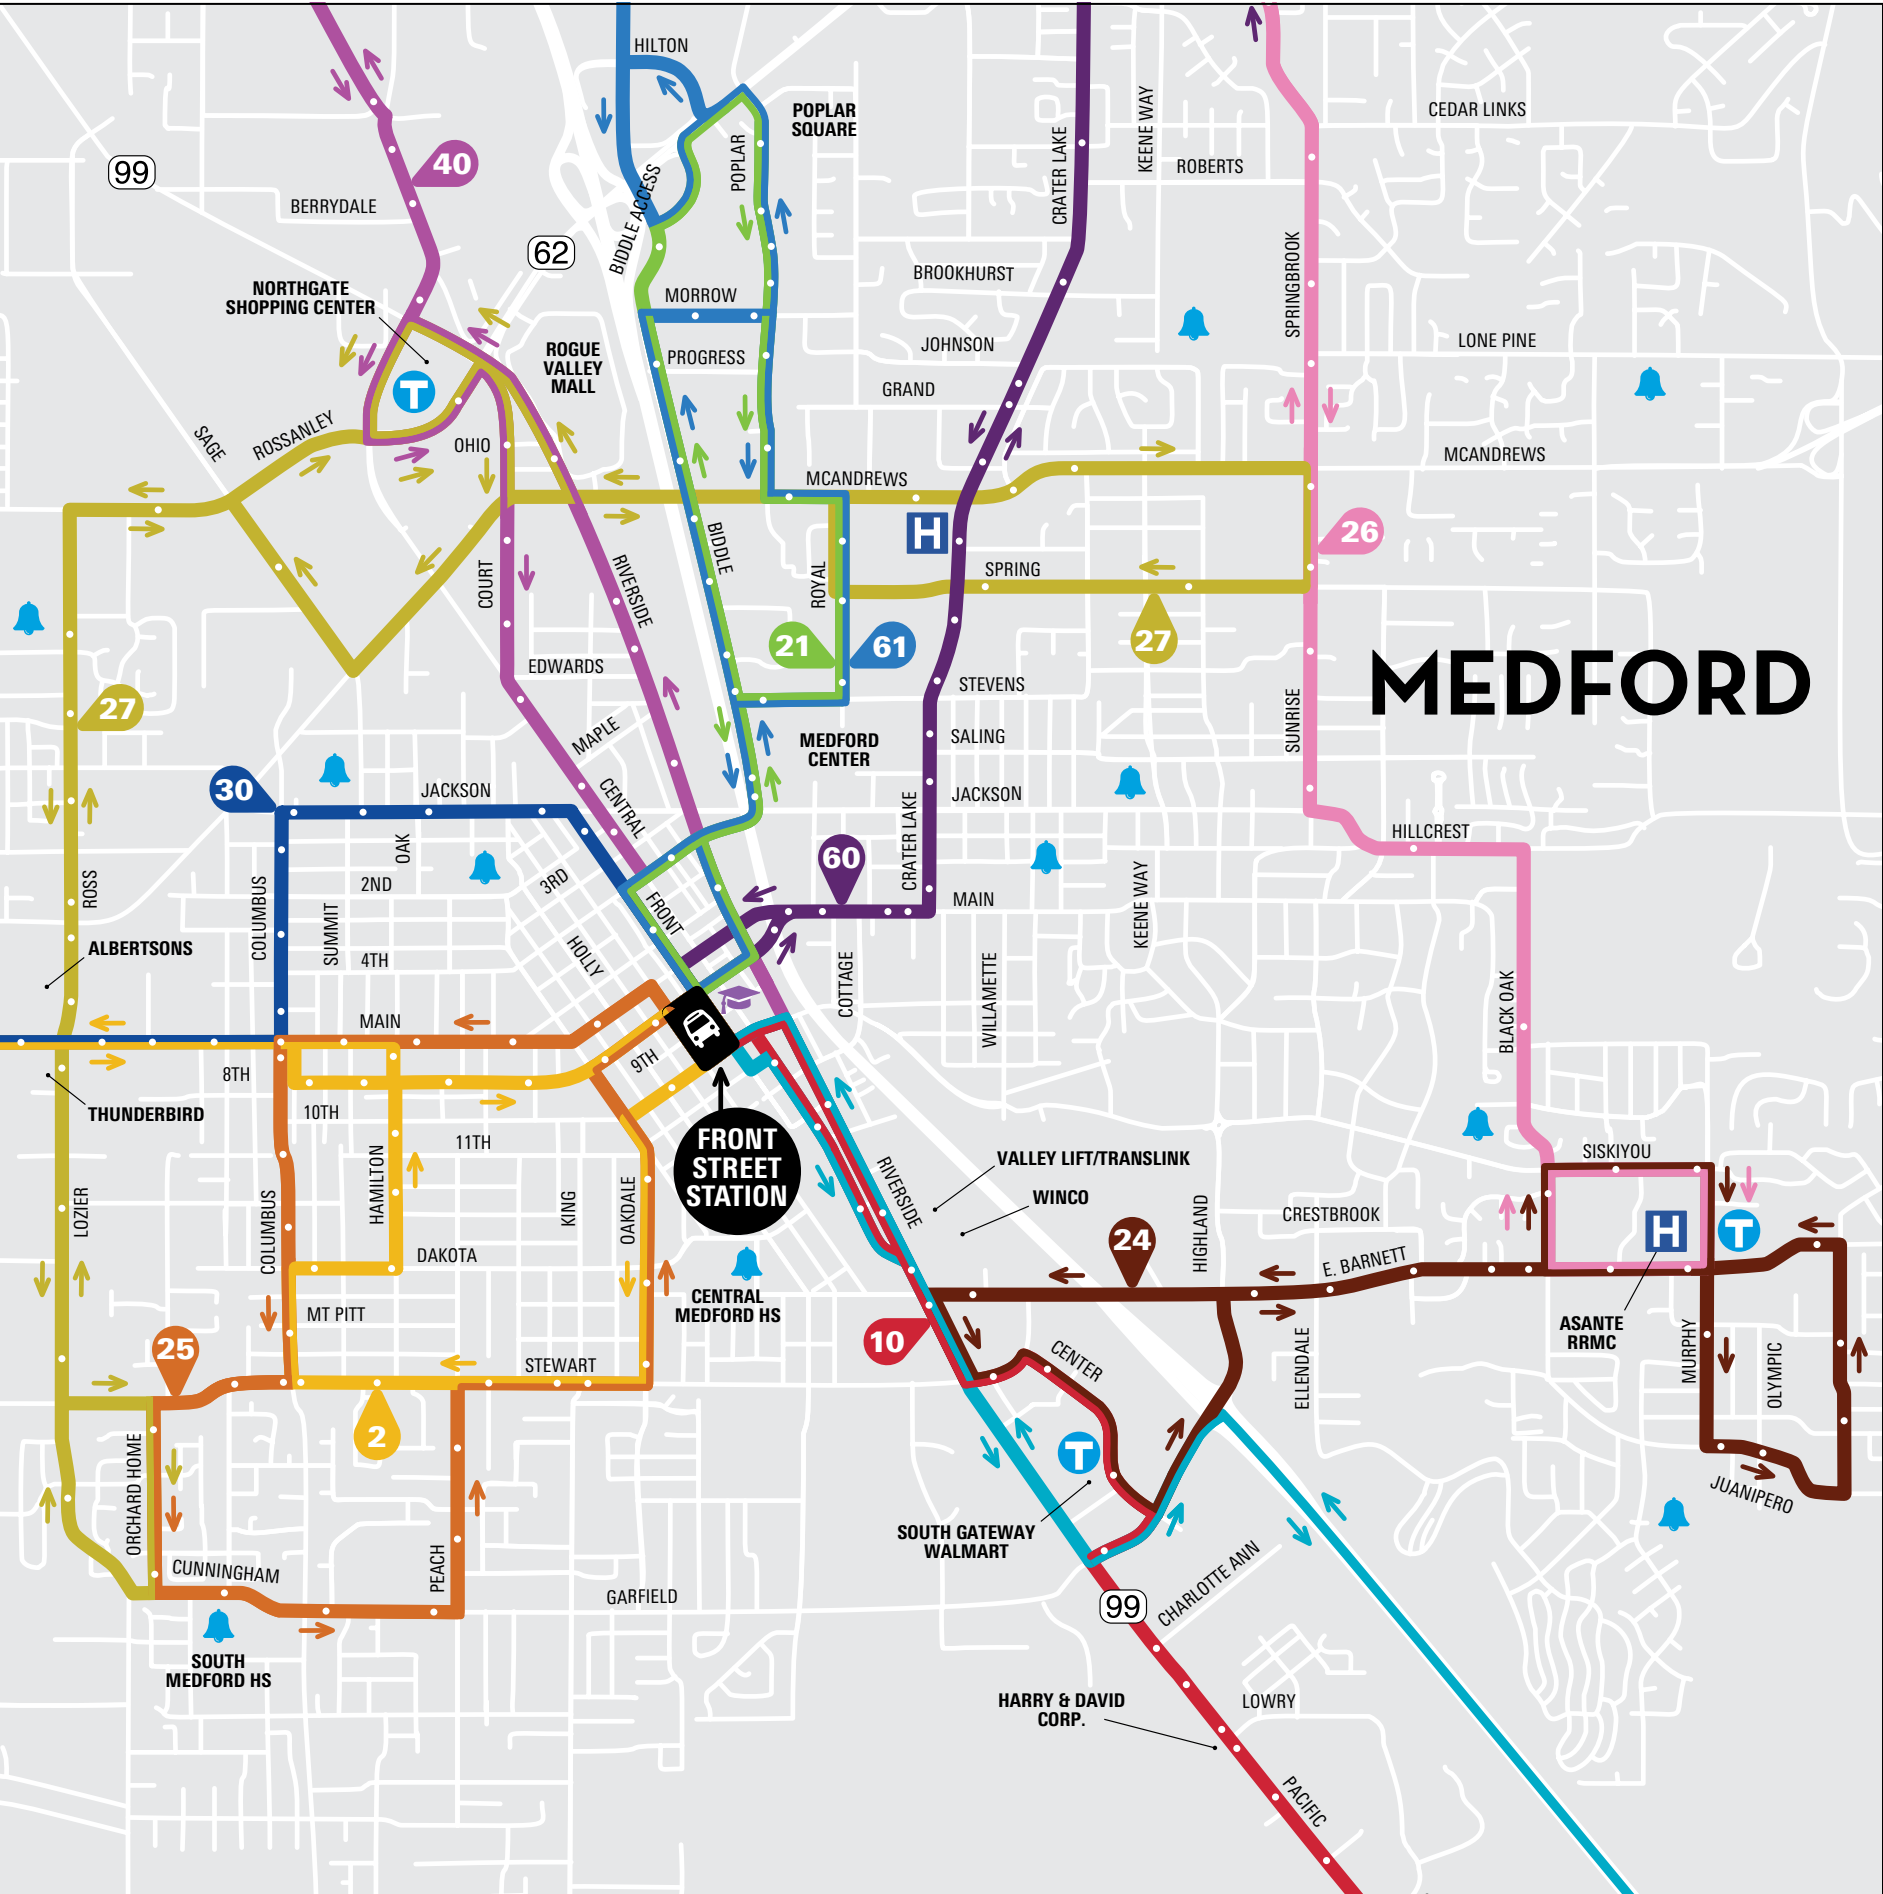 HILTON
POPLAR
SQUARE
CEDAR LINKS
KEENE WAY
CRATER LAKE
POPLAR
ROBERTS
99
40
BERRYDALE
BIDDLE ACCESS
62
BROOKHURST
SPRINGBROOK
NORTHGATE
SHOPPING CENTER
MORROW
JOHNSON
LONE PINE
ROGUE
VALLEY
MALL
PROGRESS
GRAND
T
SAGE
ROSSANLEY
OHIO
MCANDREWS
MCANDREWS
BIDDLE
H
26
COURT
RIVERSIDE
ROYAL
SPRING
21
61
27
EDWARDS
STEVENS
MEDFORD
27
MAPLE
SUNRISE
SALING
MEDFORD
CENTER
30
JACKSON
CENTRAL
JACKSON
HILLCREST
OAK
60
CRATER LAKE
ROSS
COLUMBUS
2ND
3RD
MAIN
KEENE WAY
SUMMIT
FRONT
ALBERTSONS
4TH
HOLLY
COTTAGE
WILLAMETTE
BLACK OAK
MAIN
8TH
9TH
THUNDERBIRD
10TH
11TH
FRONT
STREET
STATION
SISKIYOU
VALLEY LIFT/TRANSLINK
WINCO
LOZIER
COLUMBUS
HAMILTON
KING
OAKDALE
RIVERSIDE
HIGHLAND
CRESTBROOK
H
T
24
DAKOTA
E. BARNETT
CENTRAL
MEDFORD HS
MT PITT
10
ASANTE
RRMC
25
STEWART
CENTER
ELLENDALE
MURPHY
OLYMPIC
2
T
ORCHARD HOME
JUANIPERO
SOUTH GATEWAY
WALMART
CUNNINGHAM
PEACH
GARFIELD
CHARLOTTE ANN
99
SOUTH
MEDFORD HS
HARRY & DAVID
CORP.
LOWRY
PACIFIC